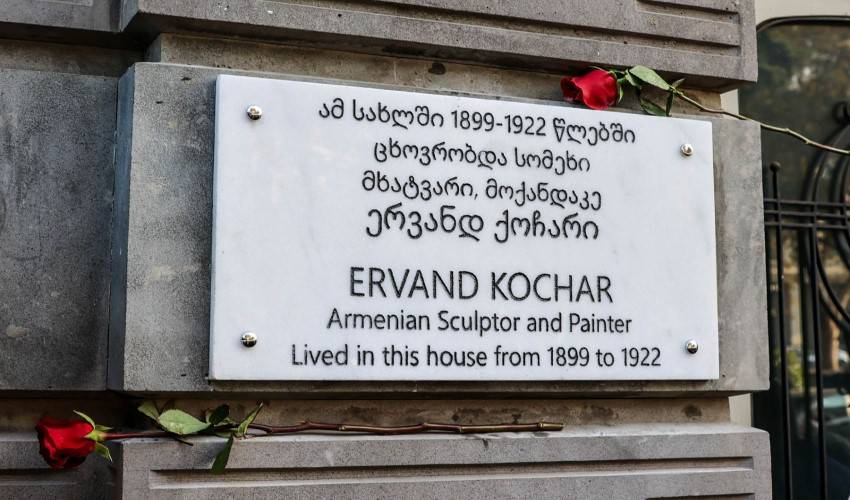 ამ სახლში 1899-1922 წლებში
ცხოვრობდა სომეხი
მხატვარი, მოქანდაკე
ერვანდ ქოჩარი
ERVAND KOCHAR
Armenian Sculptor and Painter
Lived in this house from 1899 to 1922